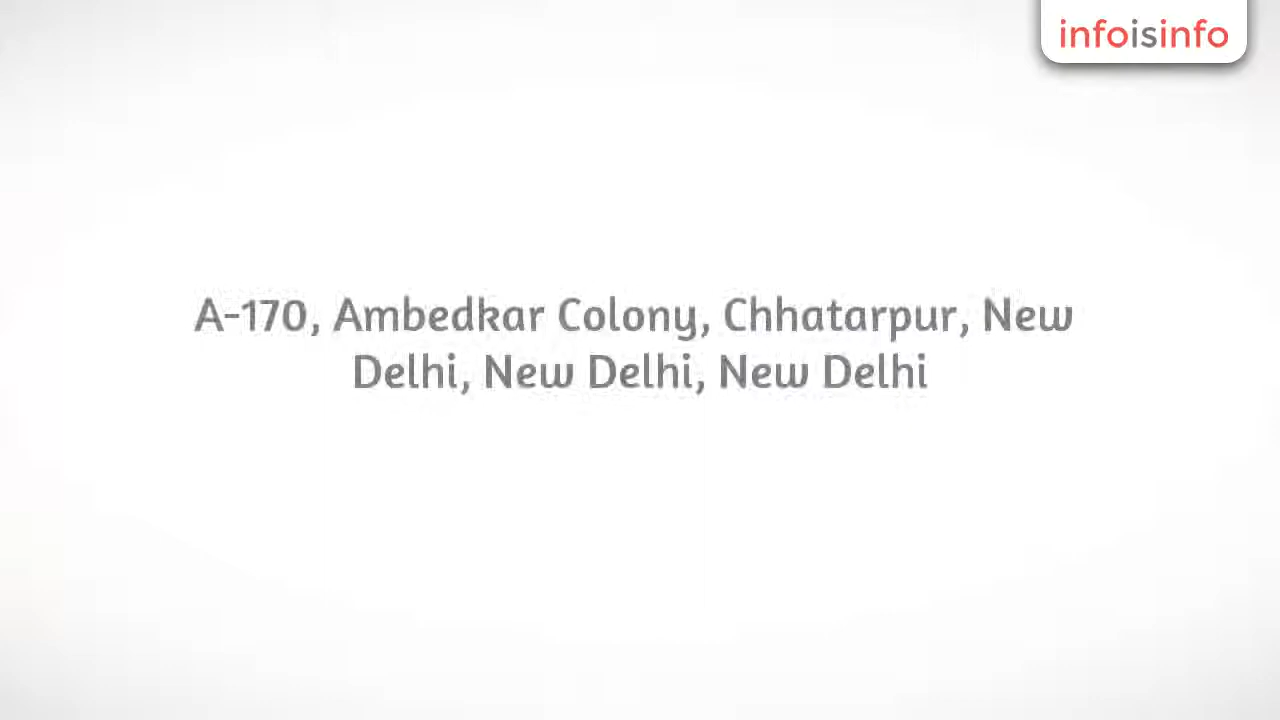 infoisinfo
A-170, Ambedkar Colony, Chhatarpur, New
Delhi, New Delhi, New Delhi